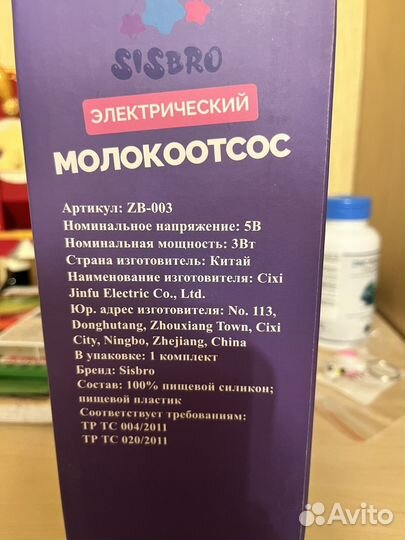 SISBRO
ЭЛЕКТРИЧЕСКИЙ
МОЛОКООТСОС
Артикул: ZB-003
Номинальное напряжение: 5В
Номинальная мощность: 3Вт
Страна изготовитель: Китай
Наименование изготовителя: Cixi
Jinfu Electric Co., Ltd.
Юр. адрес изготовителя: No. 113,
Donghutang, Zhouxiang Town, Cixi
City, Ningbo, Zhejiang, China
В упаковке: 1 комплект
Бренд: Sisbro
Состав: 100% пищевой силикон;
пищевой пластик
Соответствует требованиям:
ТР ТС 004/2011
ТР ТС 020/2011
Avito